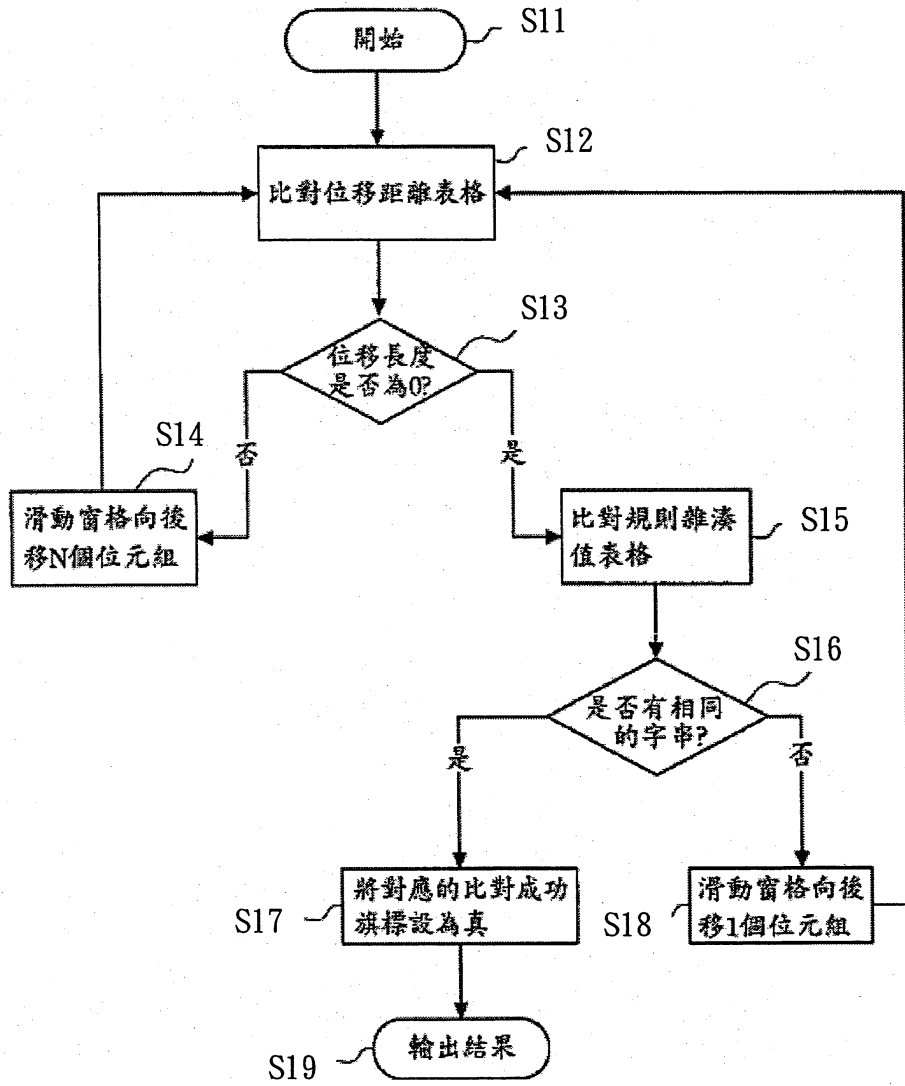 開始
S11
S12
比對位移距離表格
S13
位移長度
是否為0?
S14
否
是
滑動窗格向後
移N個位元組
比對規則雜湊
值表格
S15
S16
是否有相同
的字串?
是
否
S17
將對應的比對成功
旗標設為真
S18
滑動窗格向後
移1個位元組
S19
輸出結果